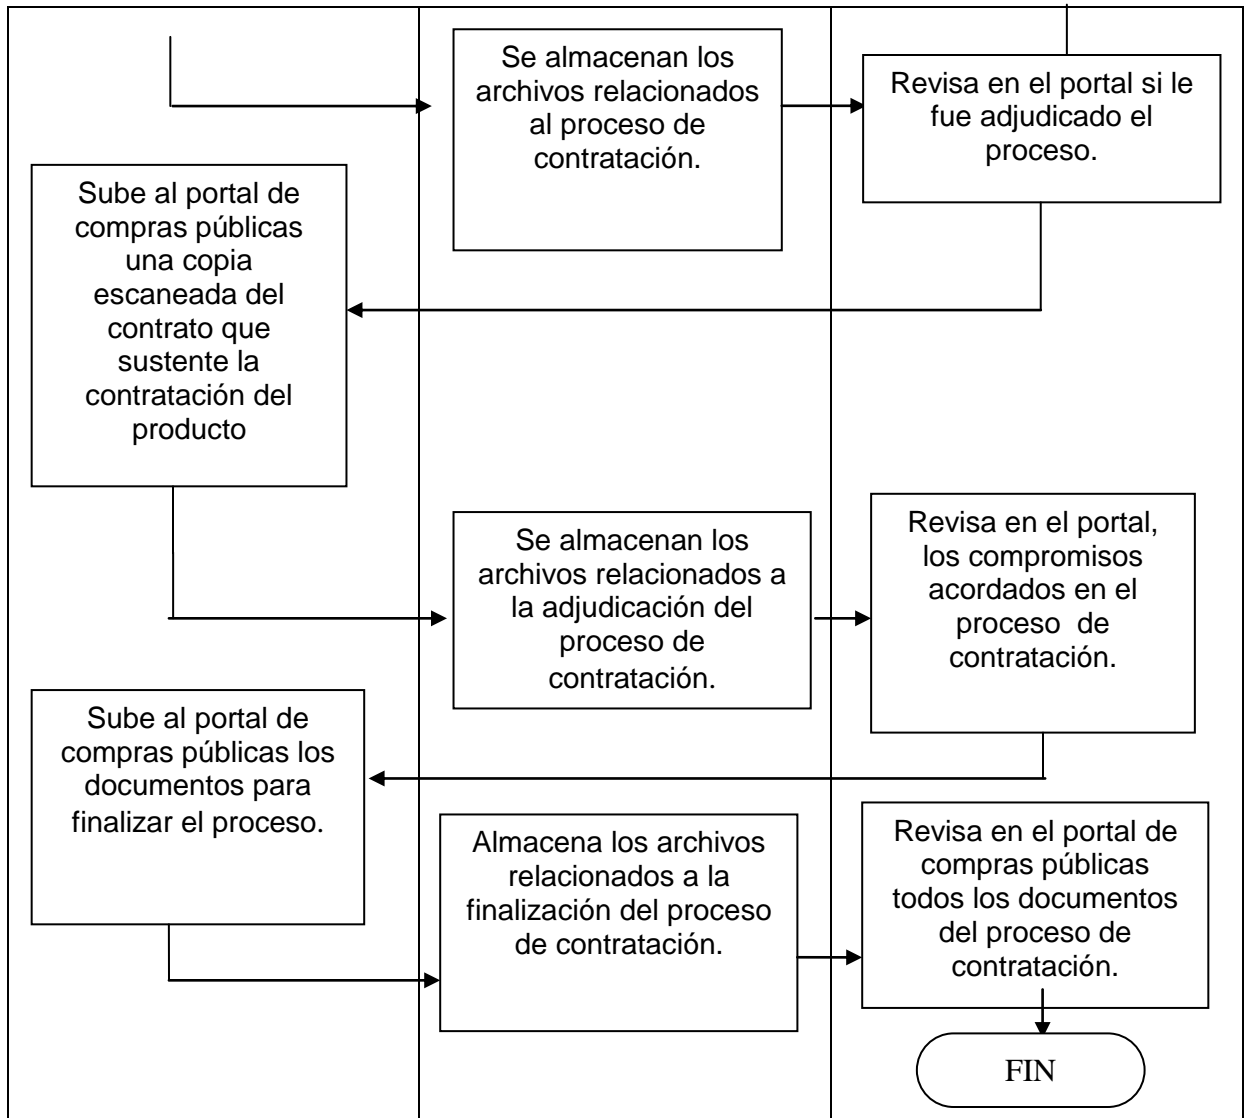 Se almacenan los
archivos relacionados
al proceso de
contratación.
Revisa en el portal si le
fue adjudicado el
proceso.
Sube al portal de
compras públicas
una copia
escaneada del
contrato que
sustente la
contratación del
producto
Se almacenan los
archivos relacionados a
la adjudicación del
proceso de
contratación.
Revisa en el portal,
los compromisos
acordados en el
proceso de
contratación.
Sube al portal de
compras públicas los
documentos para
finalizar el proceso.
Almacena los archivos
relacionados a la
finalización del proceso
de contratación.
Revisa en el portal de
compras públicas
todos los documentos
del proceso de
contratación.
FIN